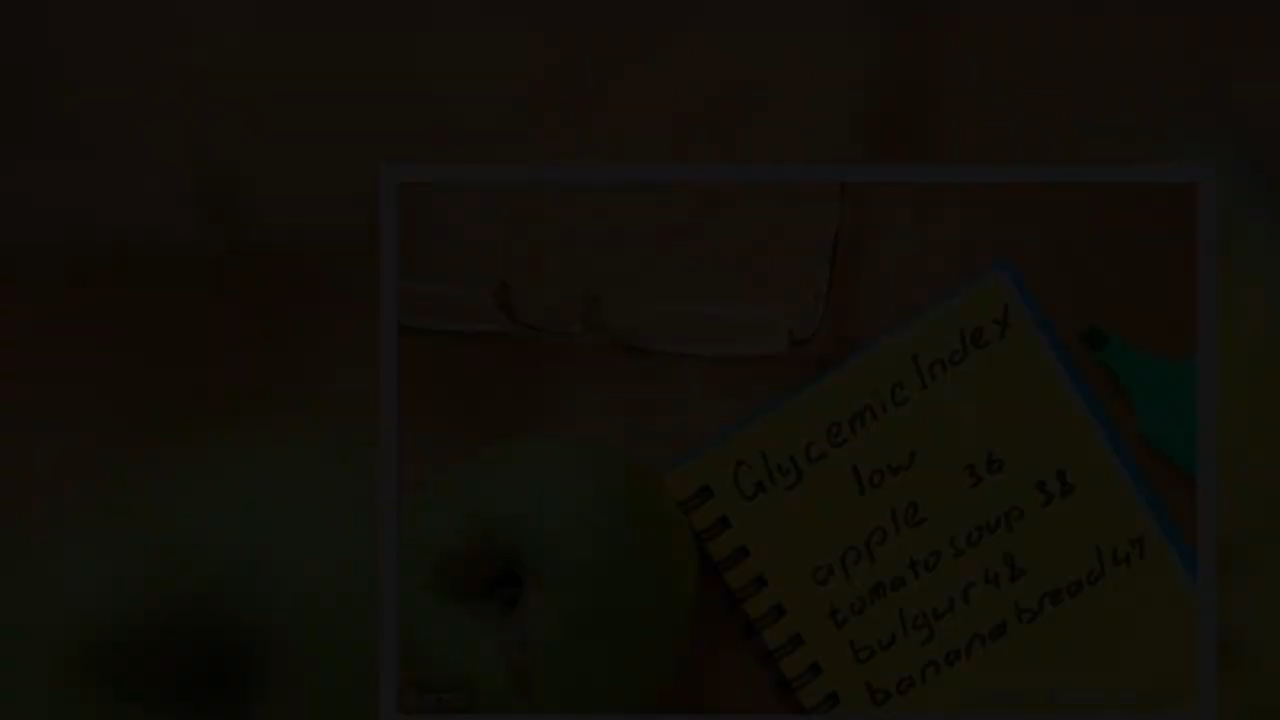 Glycemic Index
low
apple 36
tomato soup 38
bulgur 48
banana bread 47